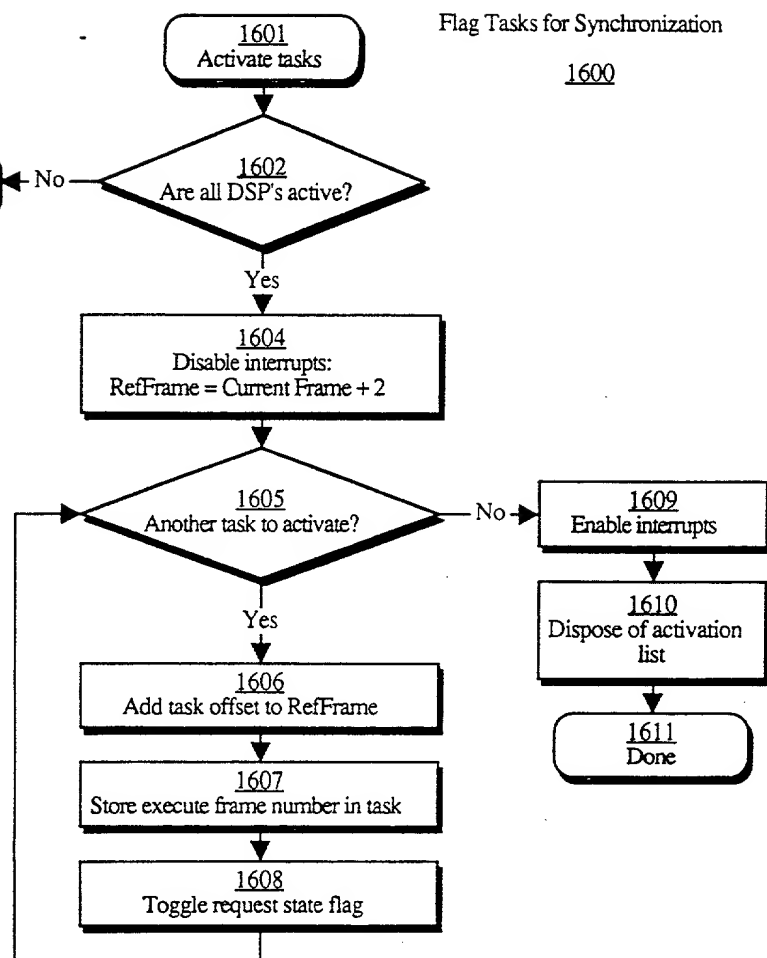 Flag Tasks for Synchronization
1600
1601
Activate tasks
1602
Are all DSP's active?
No
Yes
1604
Disable interrupts:
RefFrame = Current Frame + 2
1605
Another task to activate?
No
Yes
1609
Enable interrupts
1610
Dispose of activation
list
1611
Done
1606
Add task offset to RefFrame
1607
Store execute frame number in task
1608
Toggle request state flag